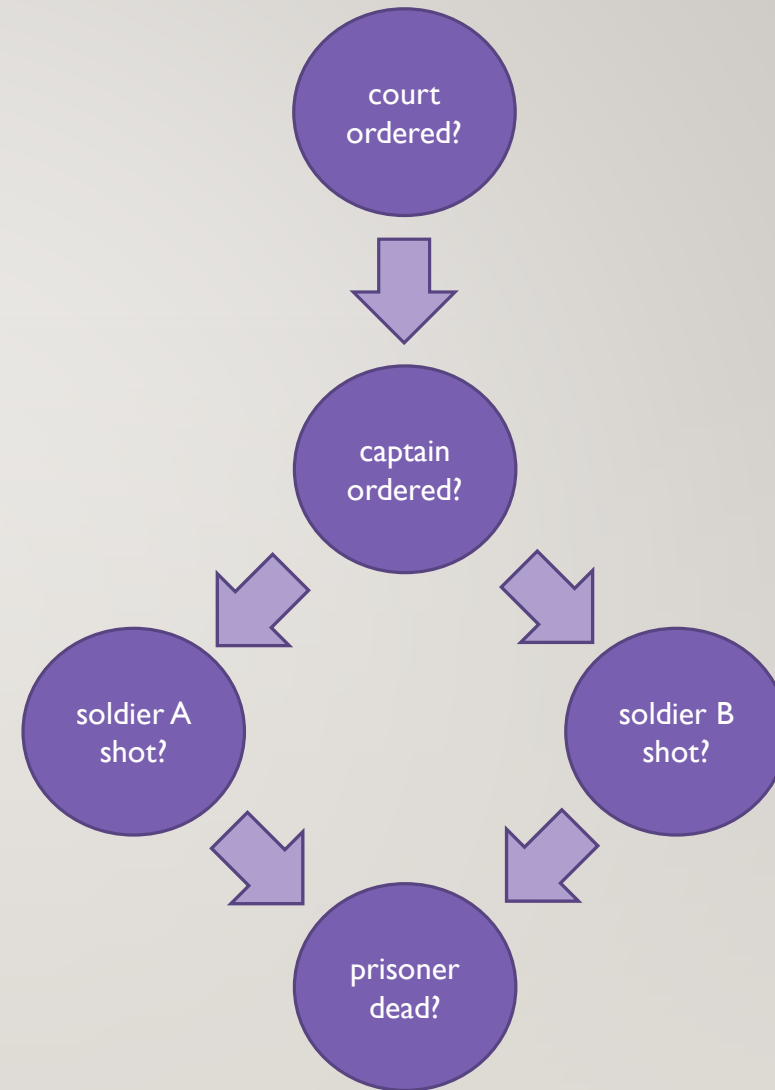 court
ordered?
captain
ordered?
soldier A
shot?
soldier B
shot?
prisoner
dead?